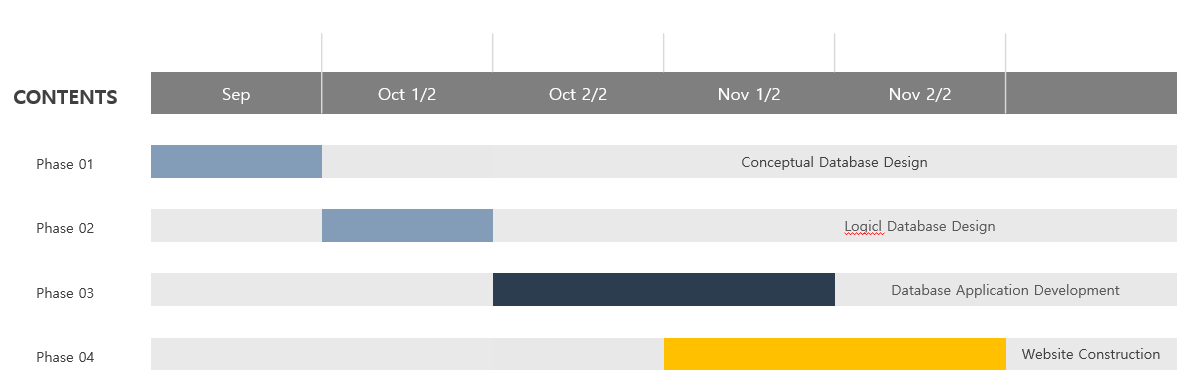 CONTENTS Sep Oct 1/2 Oct 2/2 Nov 1/2 Nov 2/2
Phase 01 Conceptual Database Design
Phase 02 Logicl Database Design
Phase 03 Database Application Development
Phase 04 Website Construction